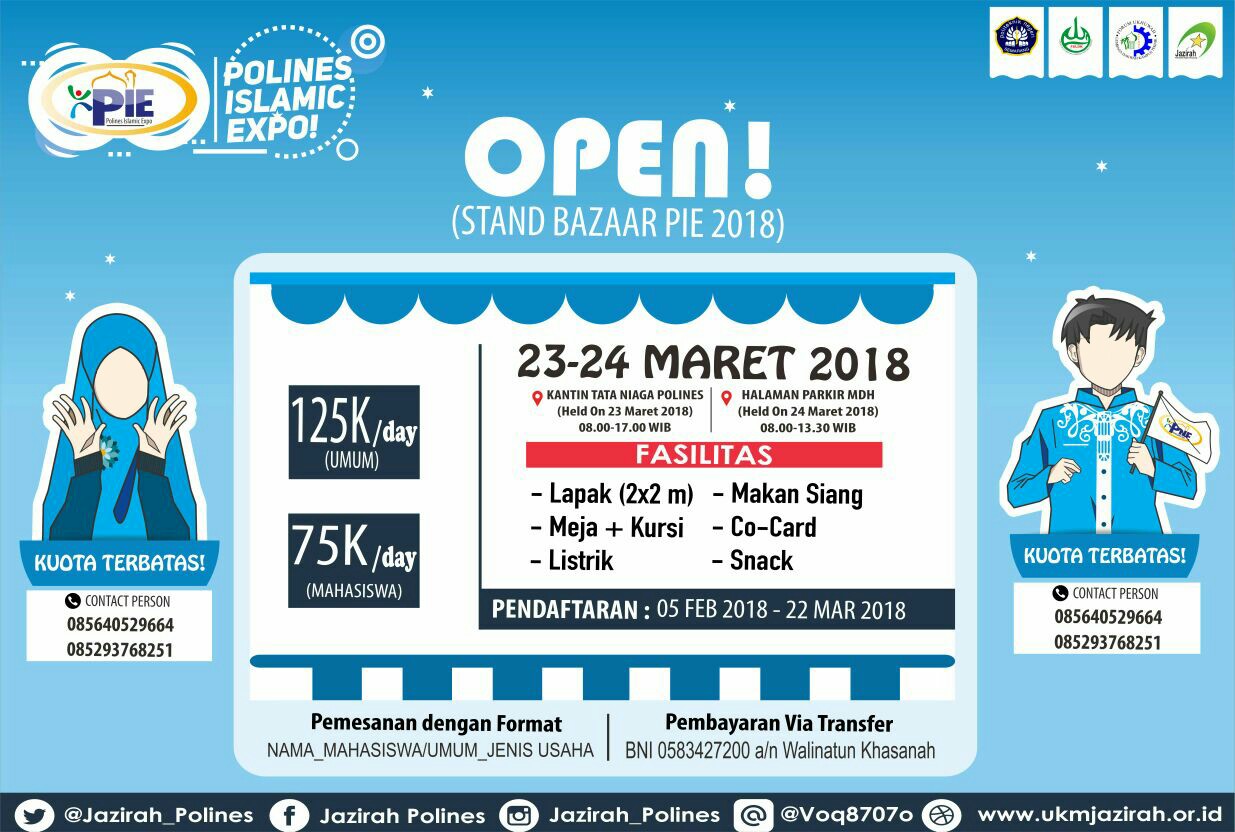 PIE
Polines Islamic Expo
POLINES
ISLAMIC
EXPO!
Jazirah
OPEN!
(STAND BAZAAR PIE 2018)
125K/day
(UMUM)
75K/day
(MAHASISWA)
23-24 MARET 2018
KANTIN TATA NIAGA POLINES
(Held On 23 Maret 2018)
08.00-17.00 WIB
HALAMAN PARKIR MDH
(Held On 24 Maret 2018)
08.00-13.30 WIB
FASILITAS
- Lapak (2x2 m)
- Meja + Kursi
- Listrik
- Makan Siang
- Co-Card
- Snack
PENDAFTARAN : 05 FEB 2018 - 22 MAR 2018
KUOTA TERBATAS!
CONTACT PERSON
085640529664
085293768251
PIE
KUOTA TERBATAS!
CONTACT PERSON
085640529664
085293768251
Pemesanan dengan Format
NAMA_MAHASISWA/UMUM_JENIS USAHA
Pembayaran Via Transfer
BNI 0583427200 a/n Walinatun Khasanah
@Jazirah_Polines
Jazirah Polines
Jazirah_Polines
@Voq8707o
www.ukmjazirah.or.id